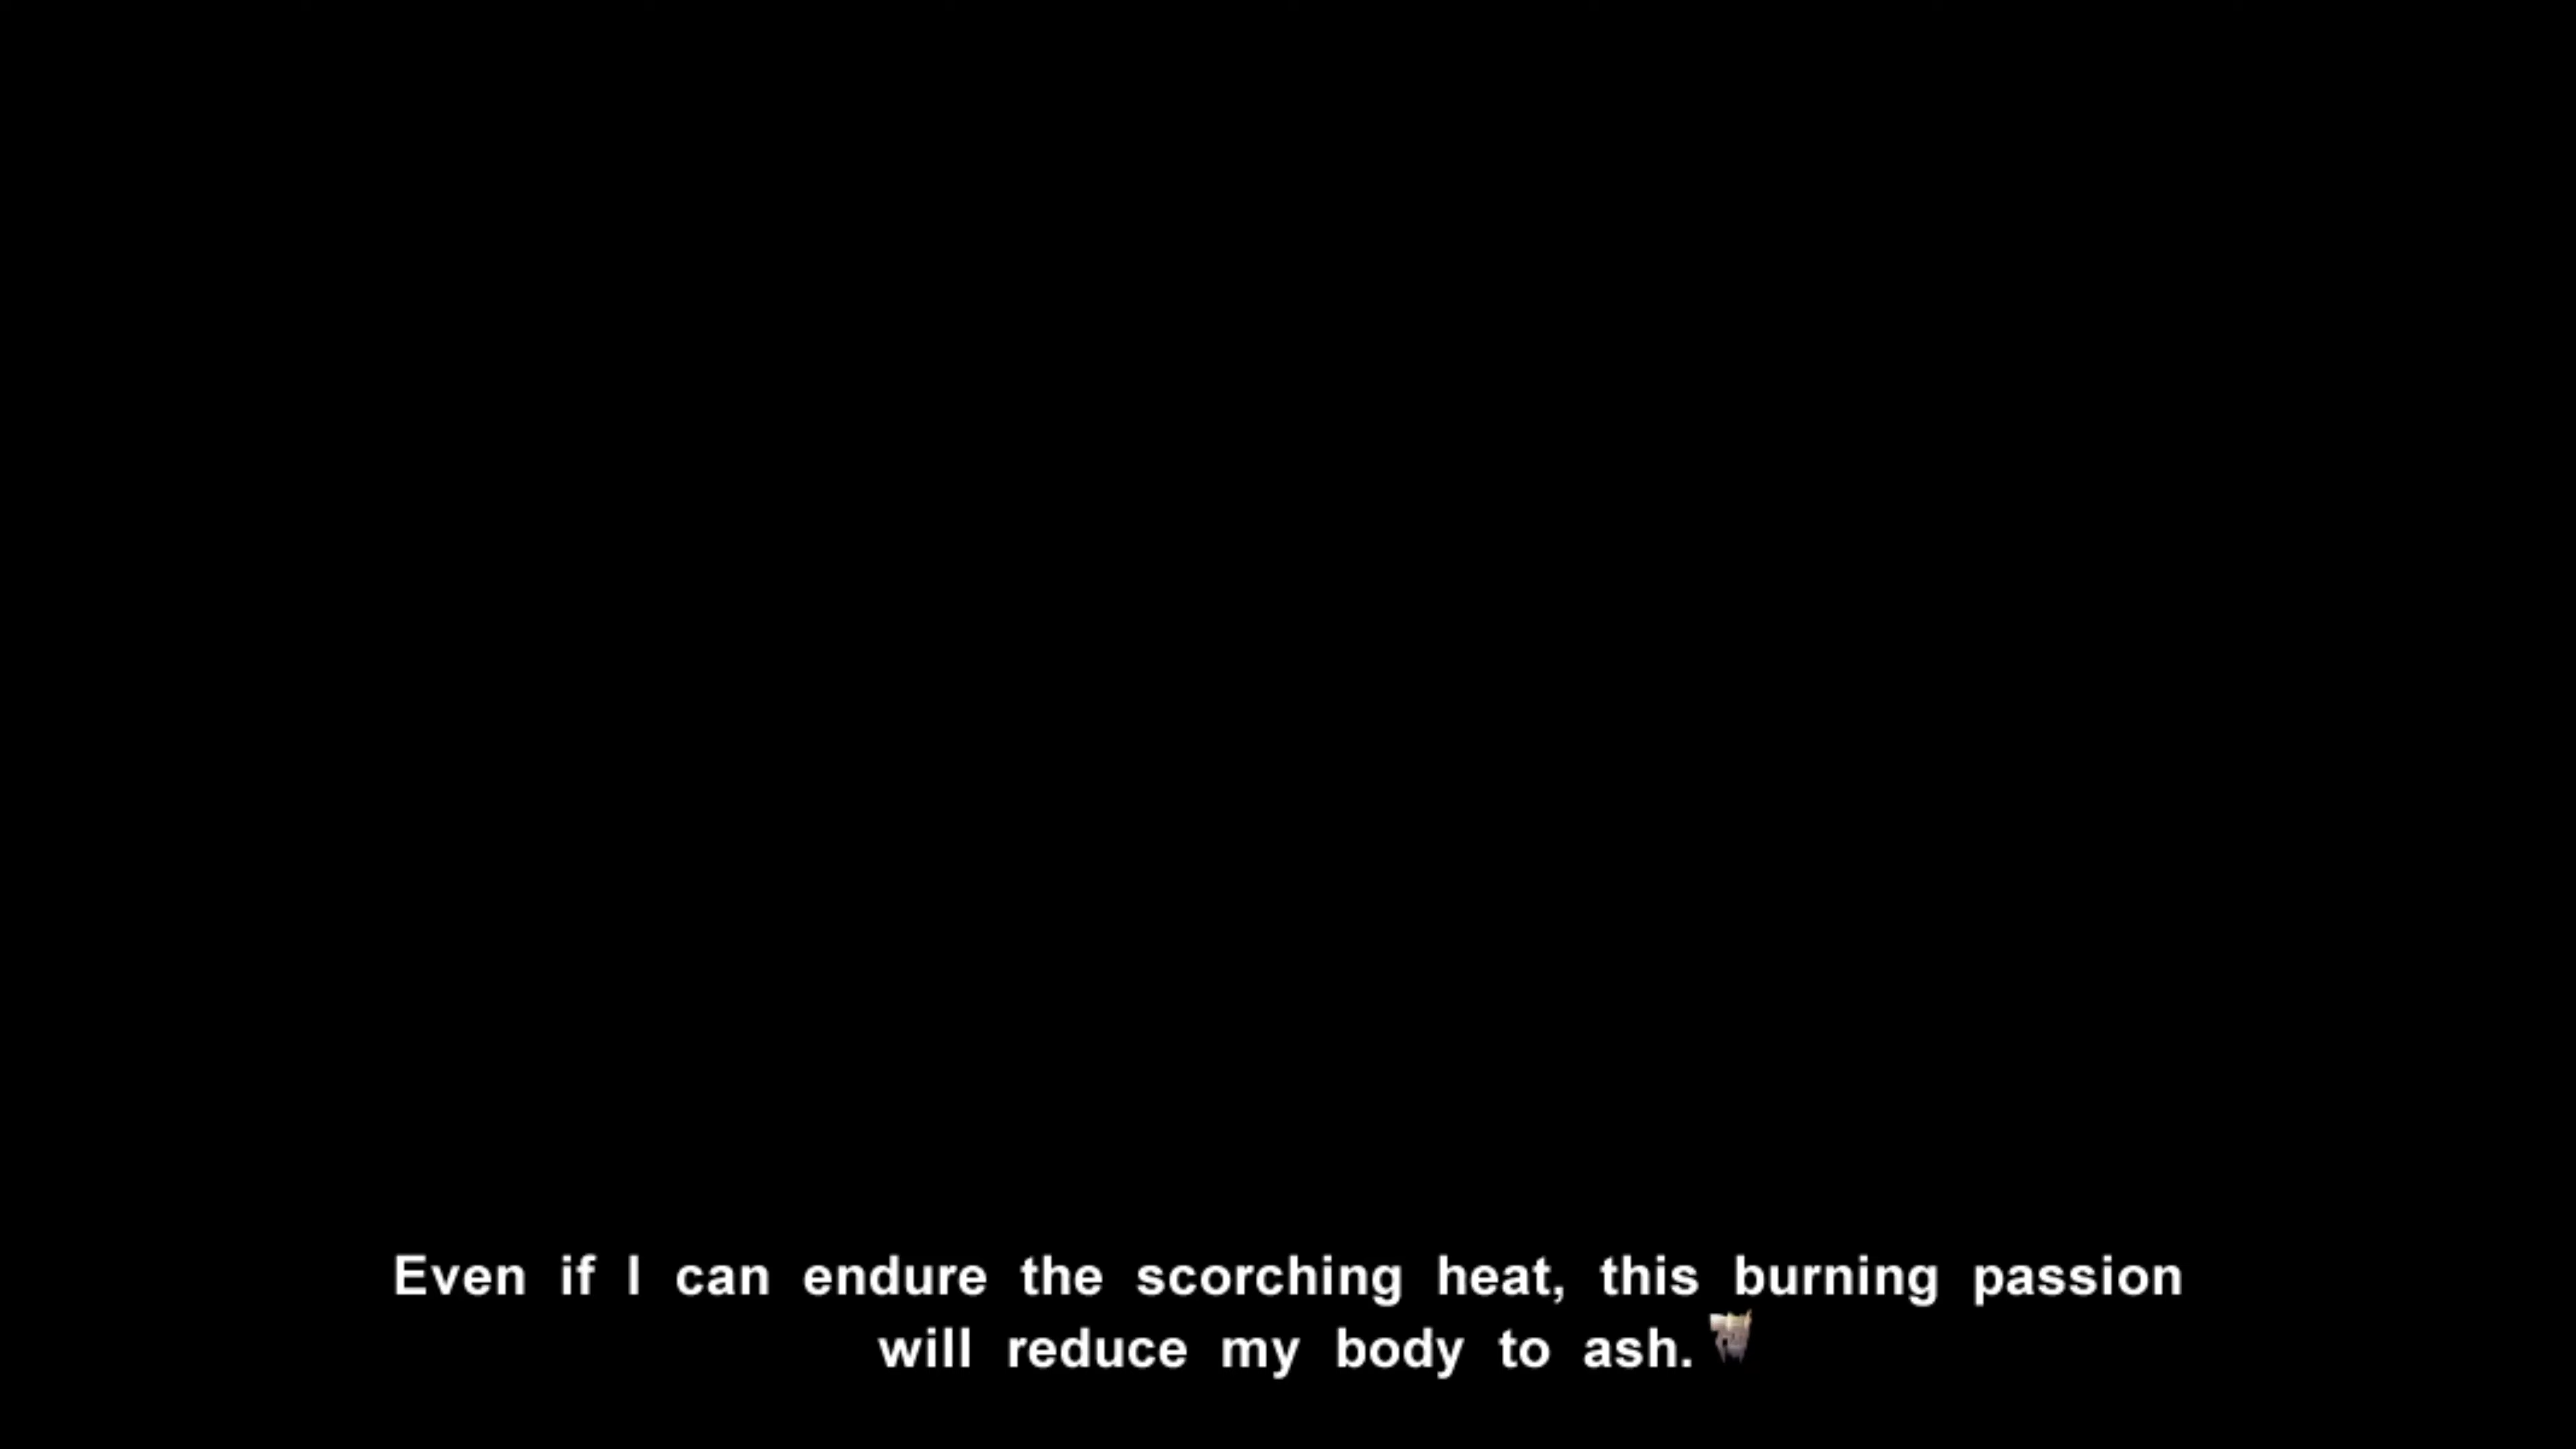 Even if I can endure the scorching heat, this burning passion
will reduce my body to ash.